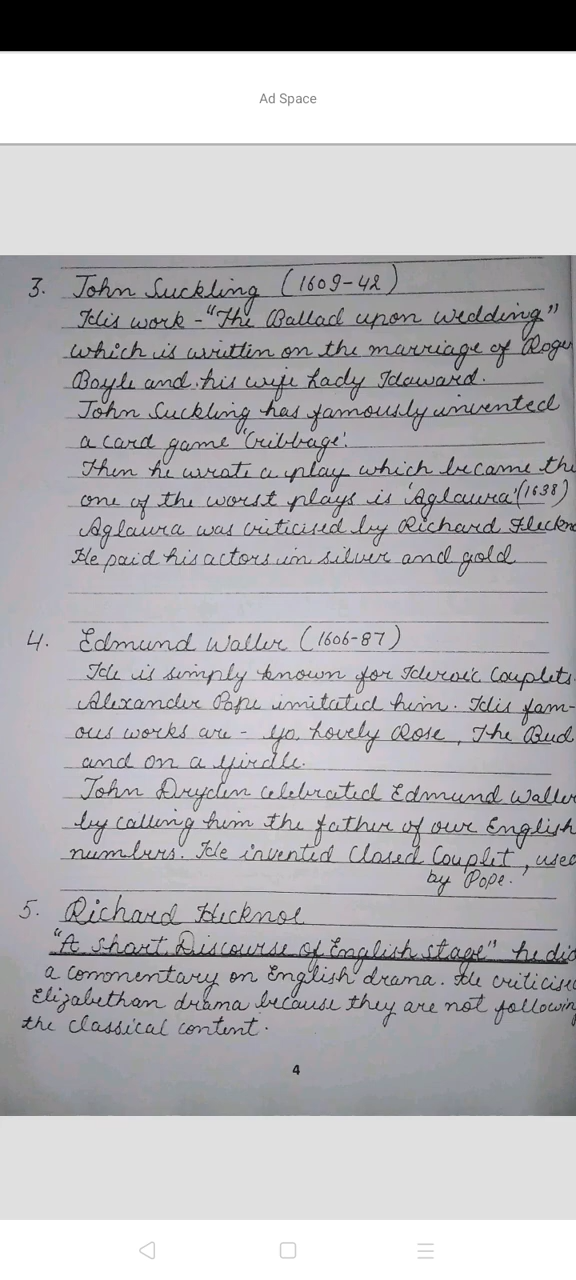 Ad Space
3. John Suckling (1609-42)
His work - "The Ballad upon wedding"
which is written on the marriage of Roge
Boyle and his wife Lady Howard.
John Suckling has famously invented
a card game 'Cribbage'.
Then he wrote a play which became the
one of the worst plays is 'Aglaura' (1638)
Aglaura was criticised by Richard Fleckno
He paid his actors in silver and gold
4. Edmund Waller (1606-87)
He is simply known for Heroic Couplets.
Alexander Pope imitated him. His fam-
ous works are - Go, Lovely Rose, The Bud
and on a Girdle.
John Dryden celebrated Edmund Waller
by calling him the father of our English
numbers. He invented Closed Couplet, used
by Pope.
5. Richard Flecknoe
"A short Discourse of English stage" he did
a commentary on English drama. He criticise
Elizabethan drama because they are not followin
the classical content.
4